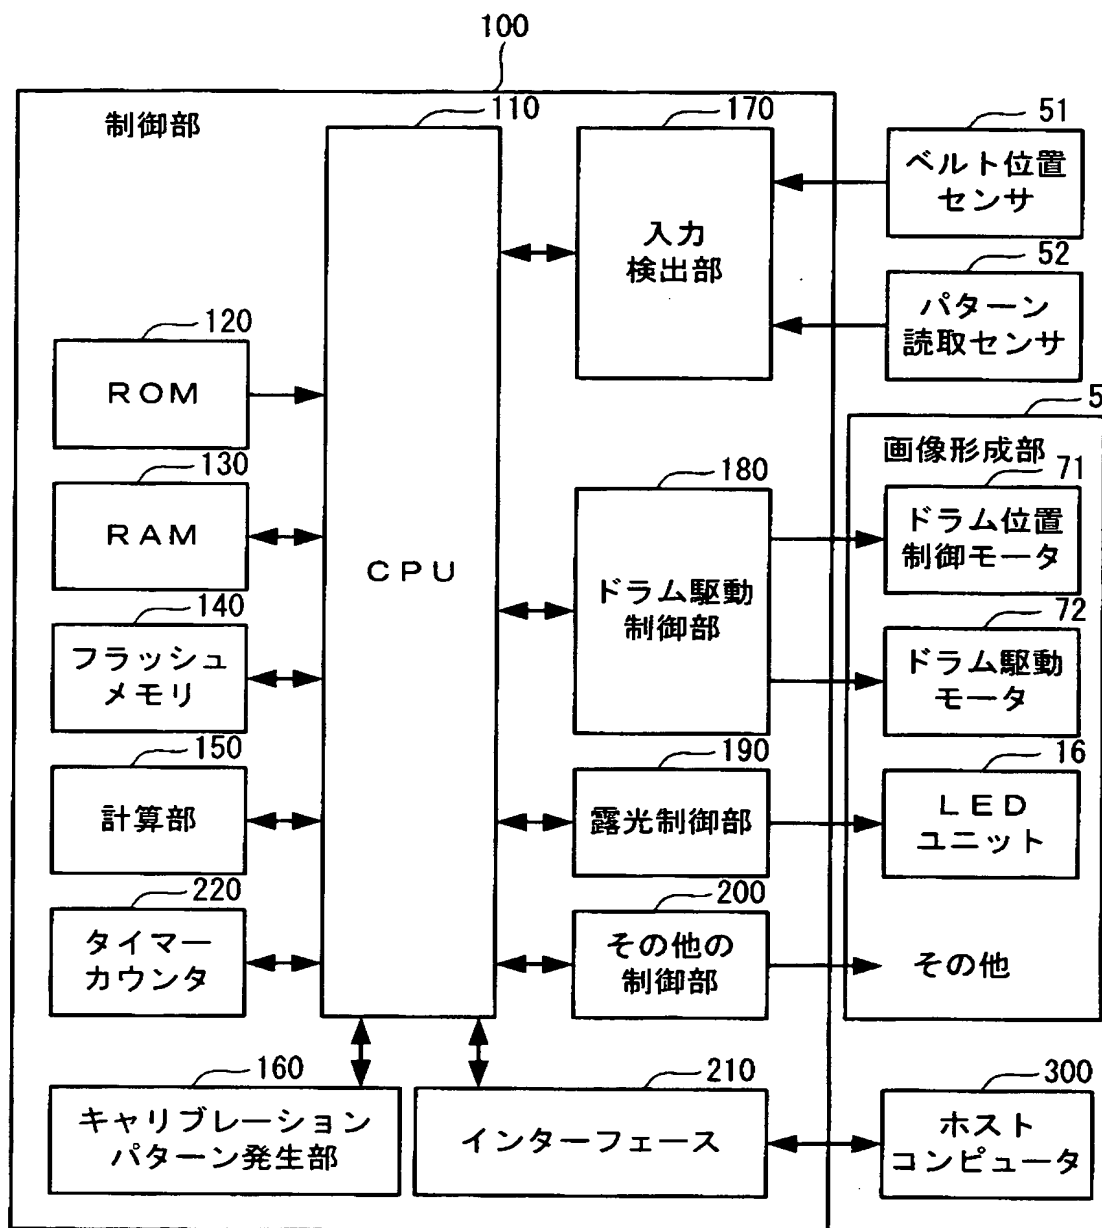 100
制御部
110
170
51
ベルト位置
センサ
入力
検出部
52
パターン
読取センサ
120
ROM
5
画像形成部
130
RAM
180
71
ドラム位置
制御モータ
CPU
ドラム駆動
制御部
140
フラッシュ
メモリ
72
ドラム駆動
モータ
150
計算部
190
露光制御部
16
LED
ユニット
220
タイマー
カウンタ
200
その他の
制御部
その他
160
キャリブレーション
パターン発生部
210
インターフェース
300
ホスト
コンピュータ